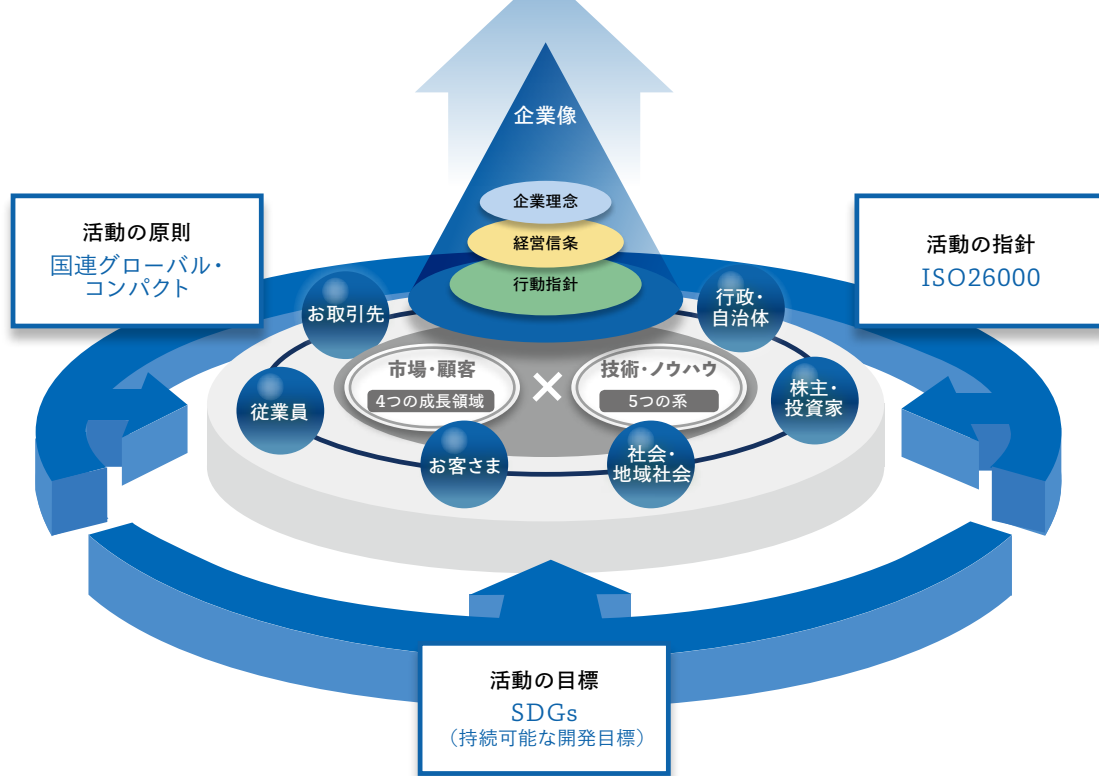 企業像
企業理念
経営信条
行動指針
活動の原則
国連グローバル・
コンパクト
活動の指針
ISO26000
お取引先
行政・
自治体
市場・顧客
4つの成長領域
×
技術・ノウハウ
5つの系
従業員
株主・
投資家
お客さま
社会・
地域社会
活動の目標
SDGs
（持続可能な開発目標）